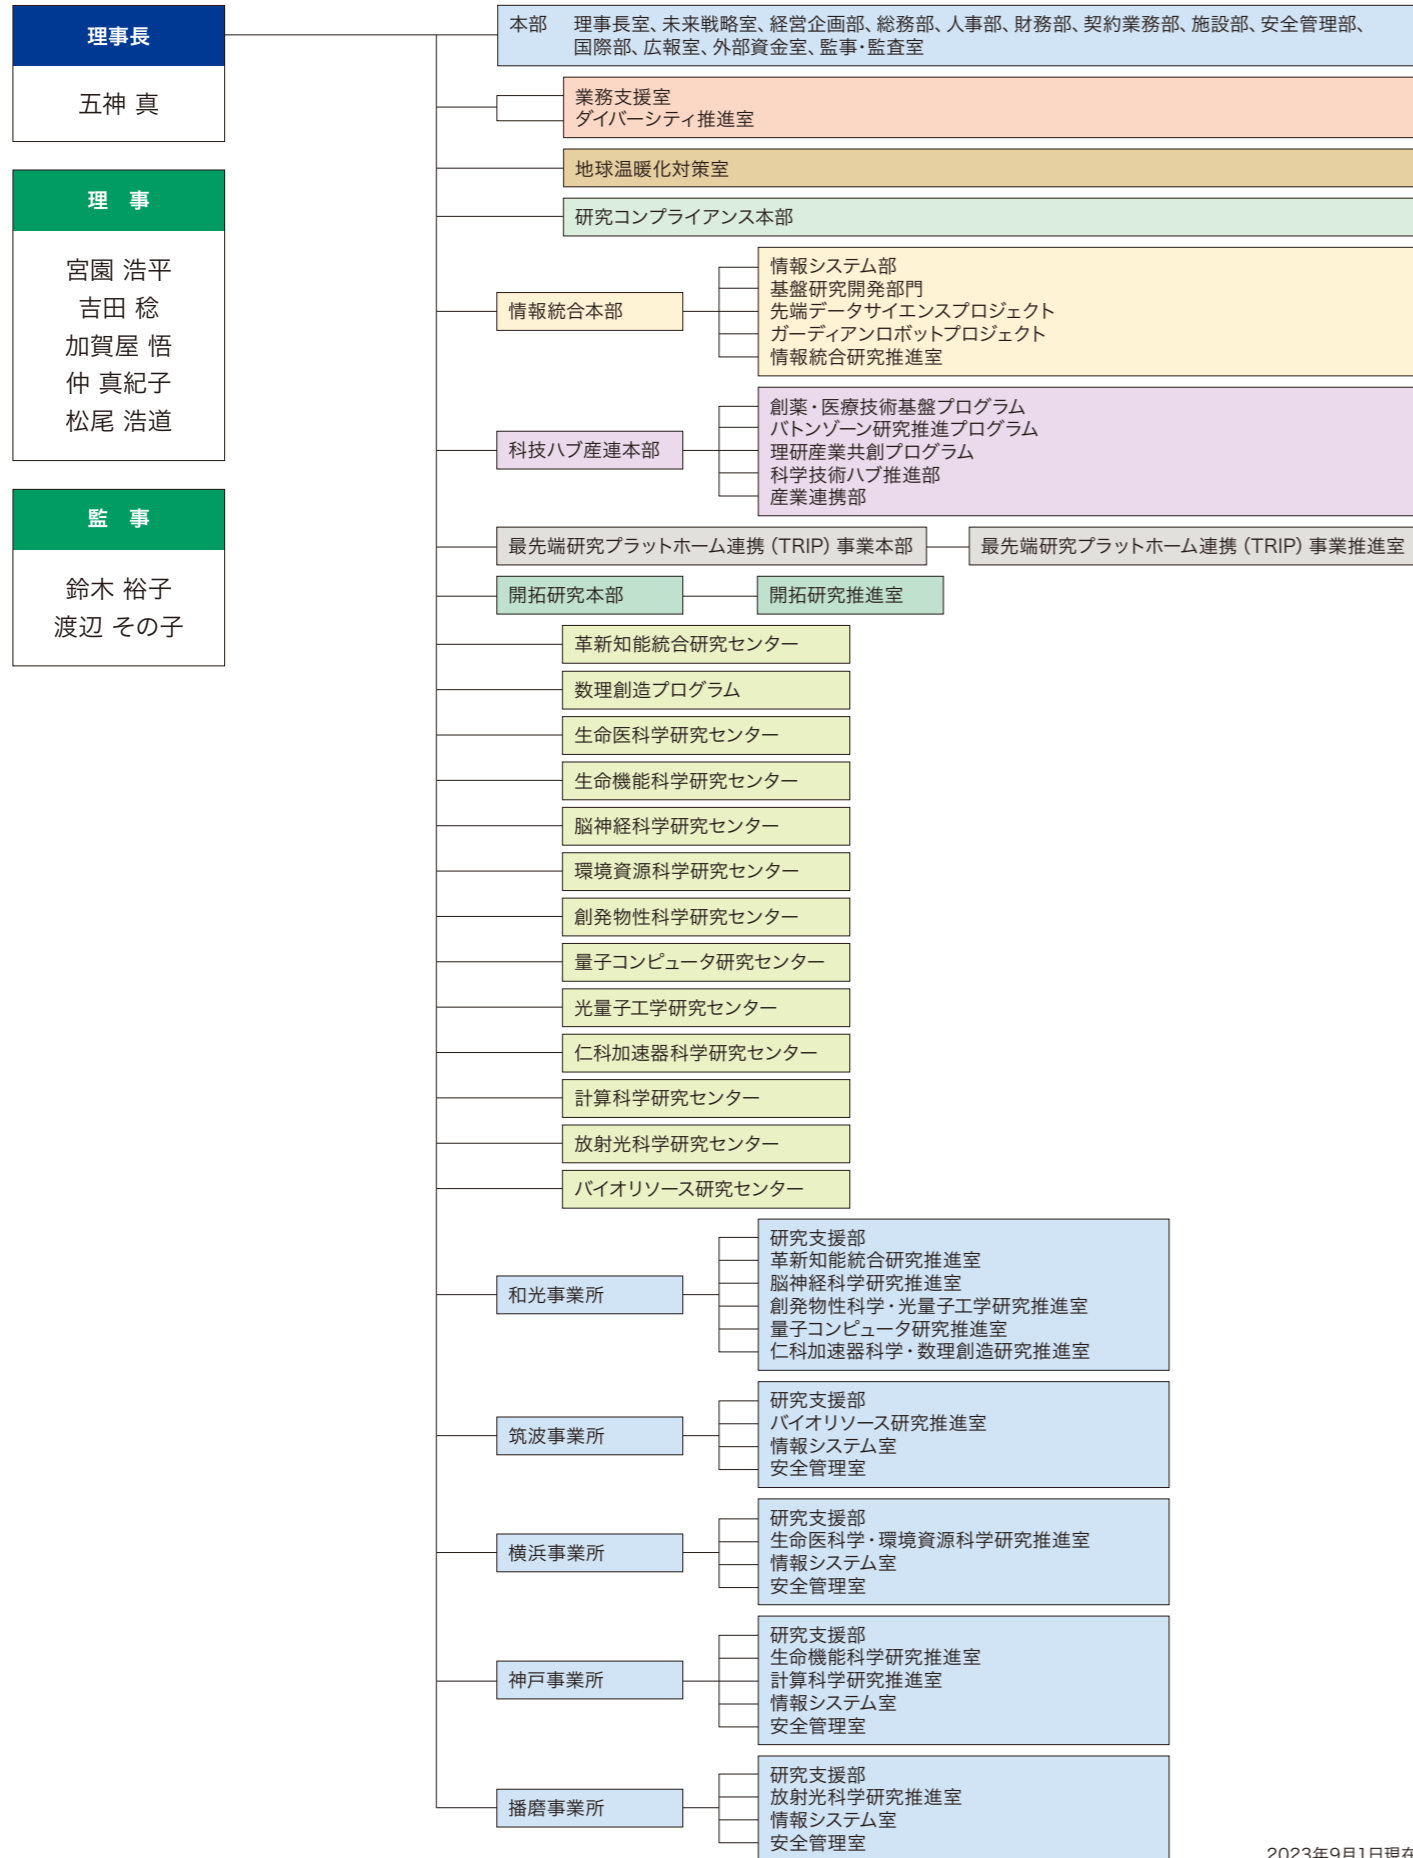 理事長
五神 真
理 事
宮園 浩平
吉田 稔
加賀屋 悟
仲 真紀子
松尾 浩道
監 事
鈴木 裕子
渡辺 その子
本部 理事長室、未来戦略室、経営企画部、総務部、人事部、財務部、契約業務部、施設部、安全管理部、
国際部、広報室、外部資金室、監事・監査室
業務支援室
ダイバーシティ推進室
地球温暖化対策室
研究コンプライアンス本部
情報統合本部
情報システム部
基盤研究開発部門
先端データサイエンスプロジェクト
ガーディアンロボットプロジェクト
情報統合研究推進室
科技ハブ産連本部
創薬・医療技術基盤プログラム
バトンゾーン研究推進プログラム
理研産業共創プログラム
科学技術ハブ推進部
産業連携部
最先端研究プラットホーム連携 (TRIP) 事業本部
最先端研究プラットホーム連携 (TRIP) 事業推進室
開拓研究本部
開拓研究推進室
革新知能統合研究センター
数理創造プログラム
生命医科学研究センター
生命機能科学研究センター
脳神経科学研究センター
環境資源科学研究センター
創発物性科学研究センター
量子コンピュータ研究センター
光量子工学研究センター
仁科加速器科学研究センター
計算科学研究センター
放射光科学研究センター
バイオリソース研究センター
和光事業所
研究支援部
革新知能統合研究推進室
脳神経科学研究推進室
創発物性科学・光量子工学研究推進室
量子コンピュータ研究推進室
仁科加速器科学・数理創造研究推進室
筑波事業所
研究支援部
バイオリソース研究推進室
情報システム室
安全管理室
横浜事業所
研究支援部
生命医科学・環境資源科学研究推進室
情報システム室
安全管理室
神戸事業所
研究支援部
生命機能科学研究推進室
計算科学研究推進室
情報システム室
安全管理室
播磨事業所
研究支援部
放射光科学研究推進室
情報システム室
安全管理室
2023年9月1日現在